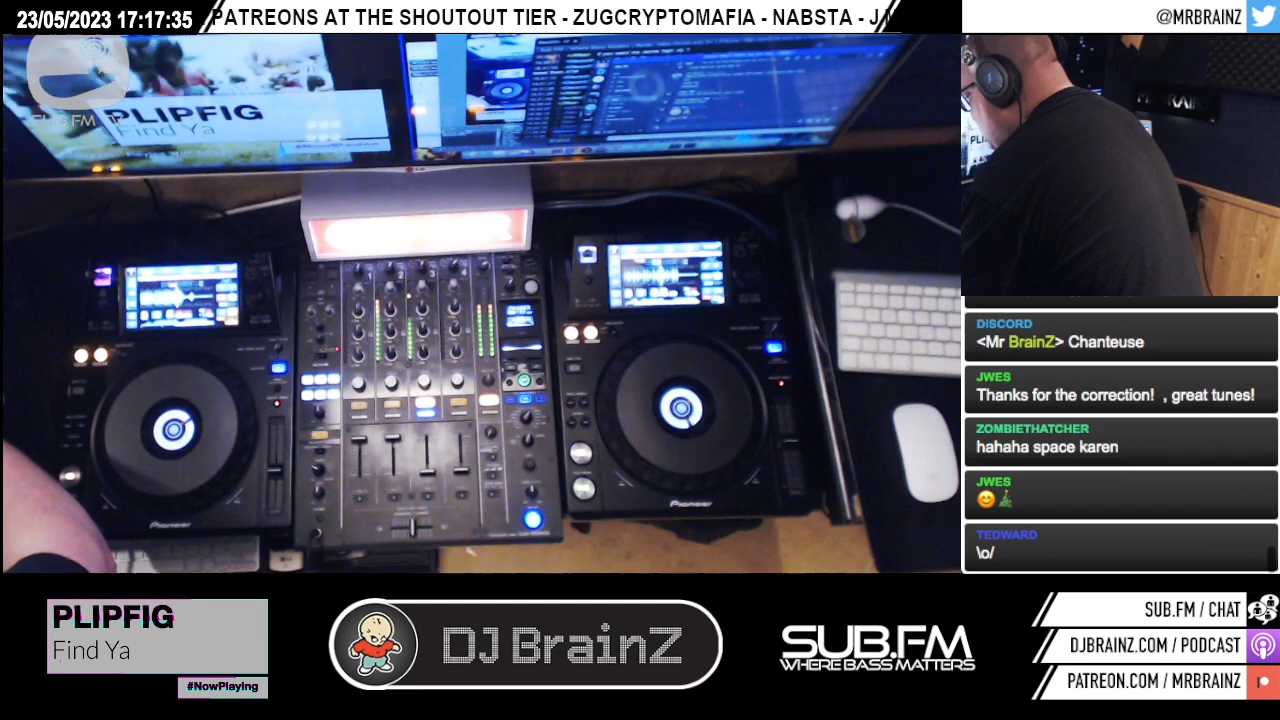 23/05/2023 17:17:35
PATREONS AT THE SHOUTOUT TIER - ZUGCRYPTOMAFIA - NABSTA - J
@MRBRAINZ
PLIPFIG
Find Ya
SUB.FM
DISCORD
<Mr BrainZ> Chanteuse
JWES
Thanks for the correction! , great tunes!
ZOMBIETHATCHER
hahaha space karen
JWES
😊🎄
TEDWARD
\o/
Pioneer
Pioneer
PLIPFIG
Find Ya
#NowPlaying
DJ BrainZ
SUB.FM
WHERE BASS MATTERS
SUB.FM / CHAT
DJBRAINZ.COM / PODCAST
PATREON.COM / MRBRAINZ